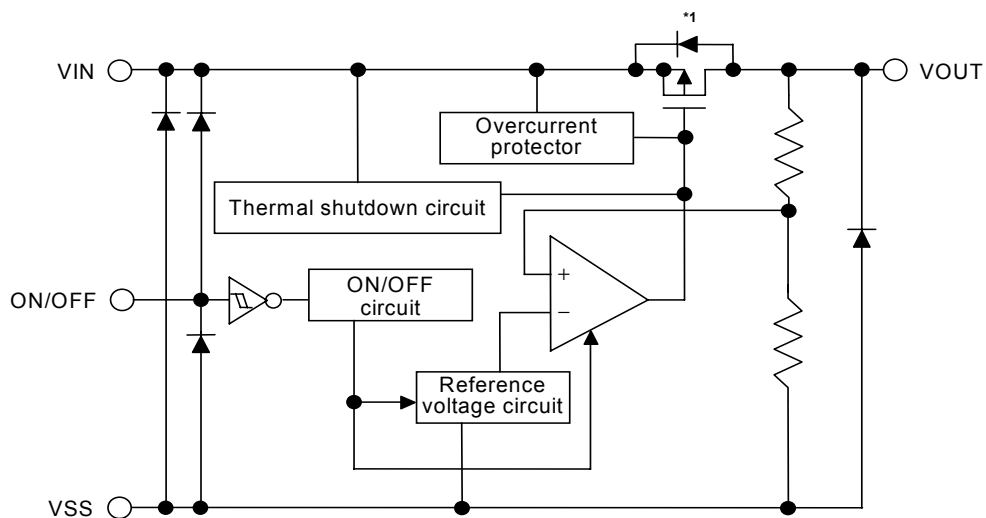 *1
VIN
VOUT
Overcurrent
protector
Thermal shutdown circuit
ON/OFF
ON/OFF
circuit
+
−
Reference
voltage circuit
VSS